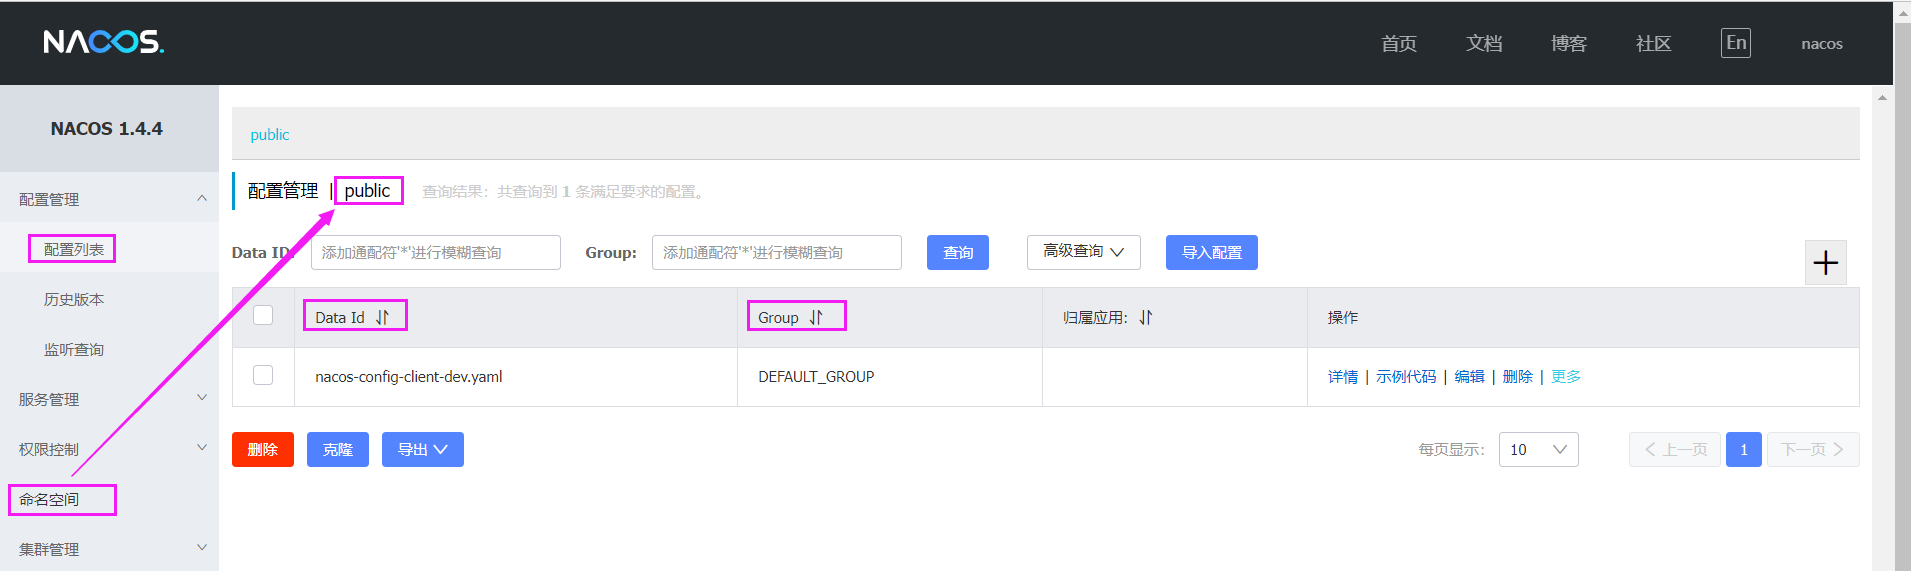 NACOS.
首页 文档 博客 社区 En nacos
NACOS 1.4.4
配置管理
配置列表
历史版本
监听查询
服务管理
权限控制
命名空间
集群管理
public
配置管理 | public 查询结果：共查询到 1 条满足要求的配置。
Data ID: 添加通配符'*'进行模糊查询 Group: 添加通配符'*'进行模糊查询 查询 高级查询 导入配置
Data Id Group 归属应用: 操作
nacos-config-client-dev.yaml DEFAULT_GROUP 详情 | 示例代码 | 编辑 | 删除 | 更多
删除 克隆 导出 每页显示: 10 上一页 1 下一页